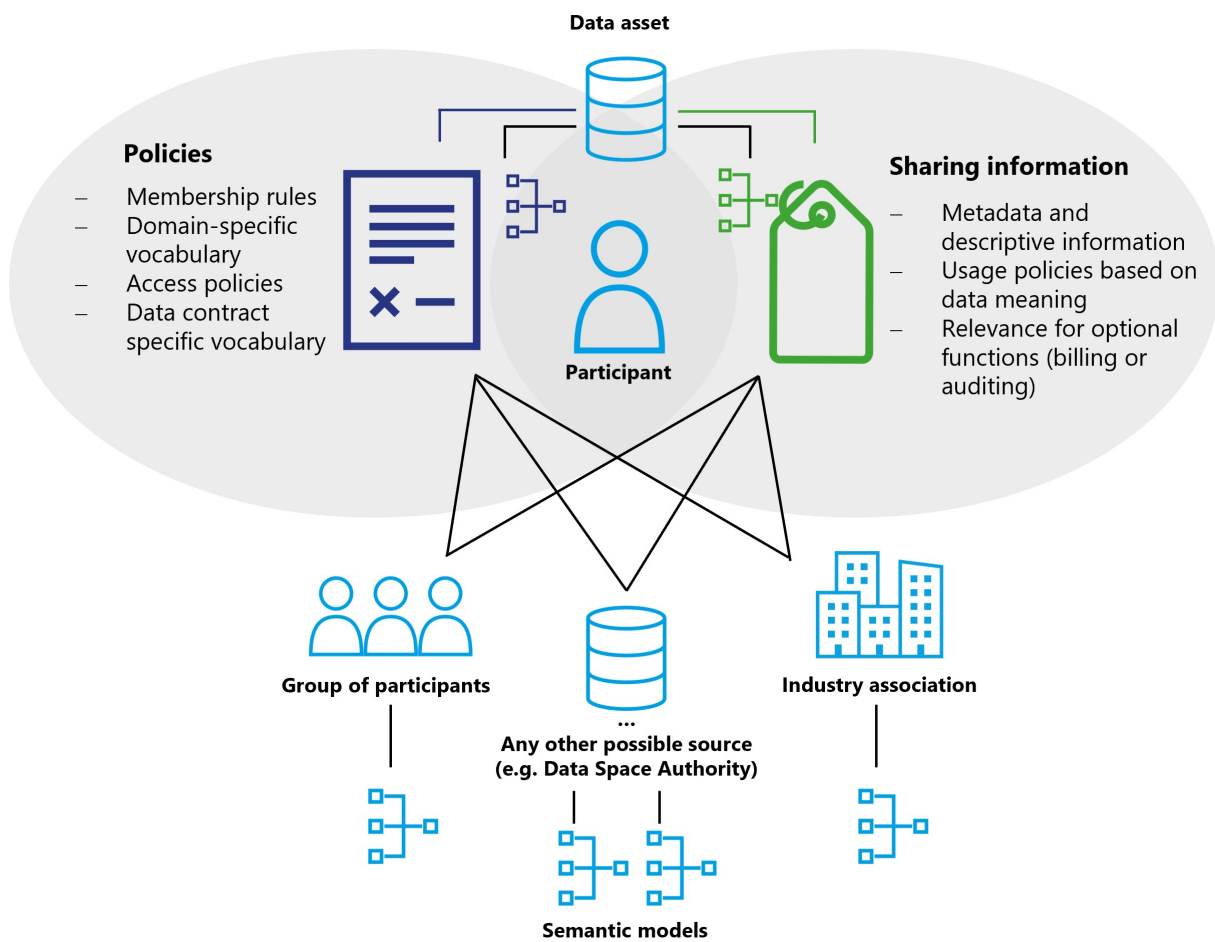 Data asset
Policies
– Membership rules
– Domain-specific
vocabulary
– Access policies
– Data contract
specific vocabulary
Sharing information
– Metadata and
descriptive information
– Usage policies based on
data meaning
– Relevance for optional
functions (billing or
auditing)
Participant
Group of participants
...
Any other possible source
(e.g. Data Space Authority)
Industry association
Semantic models